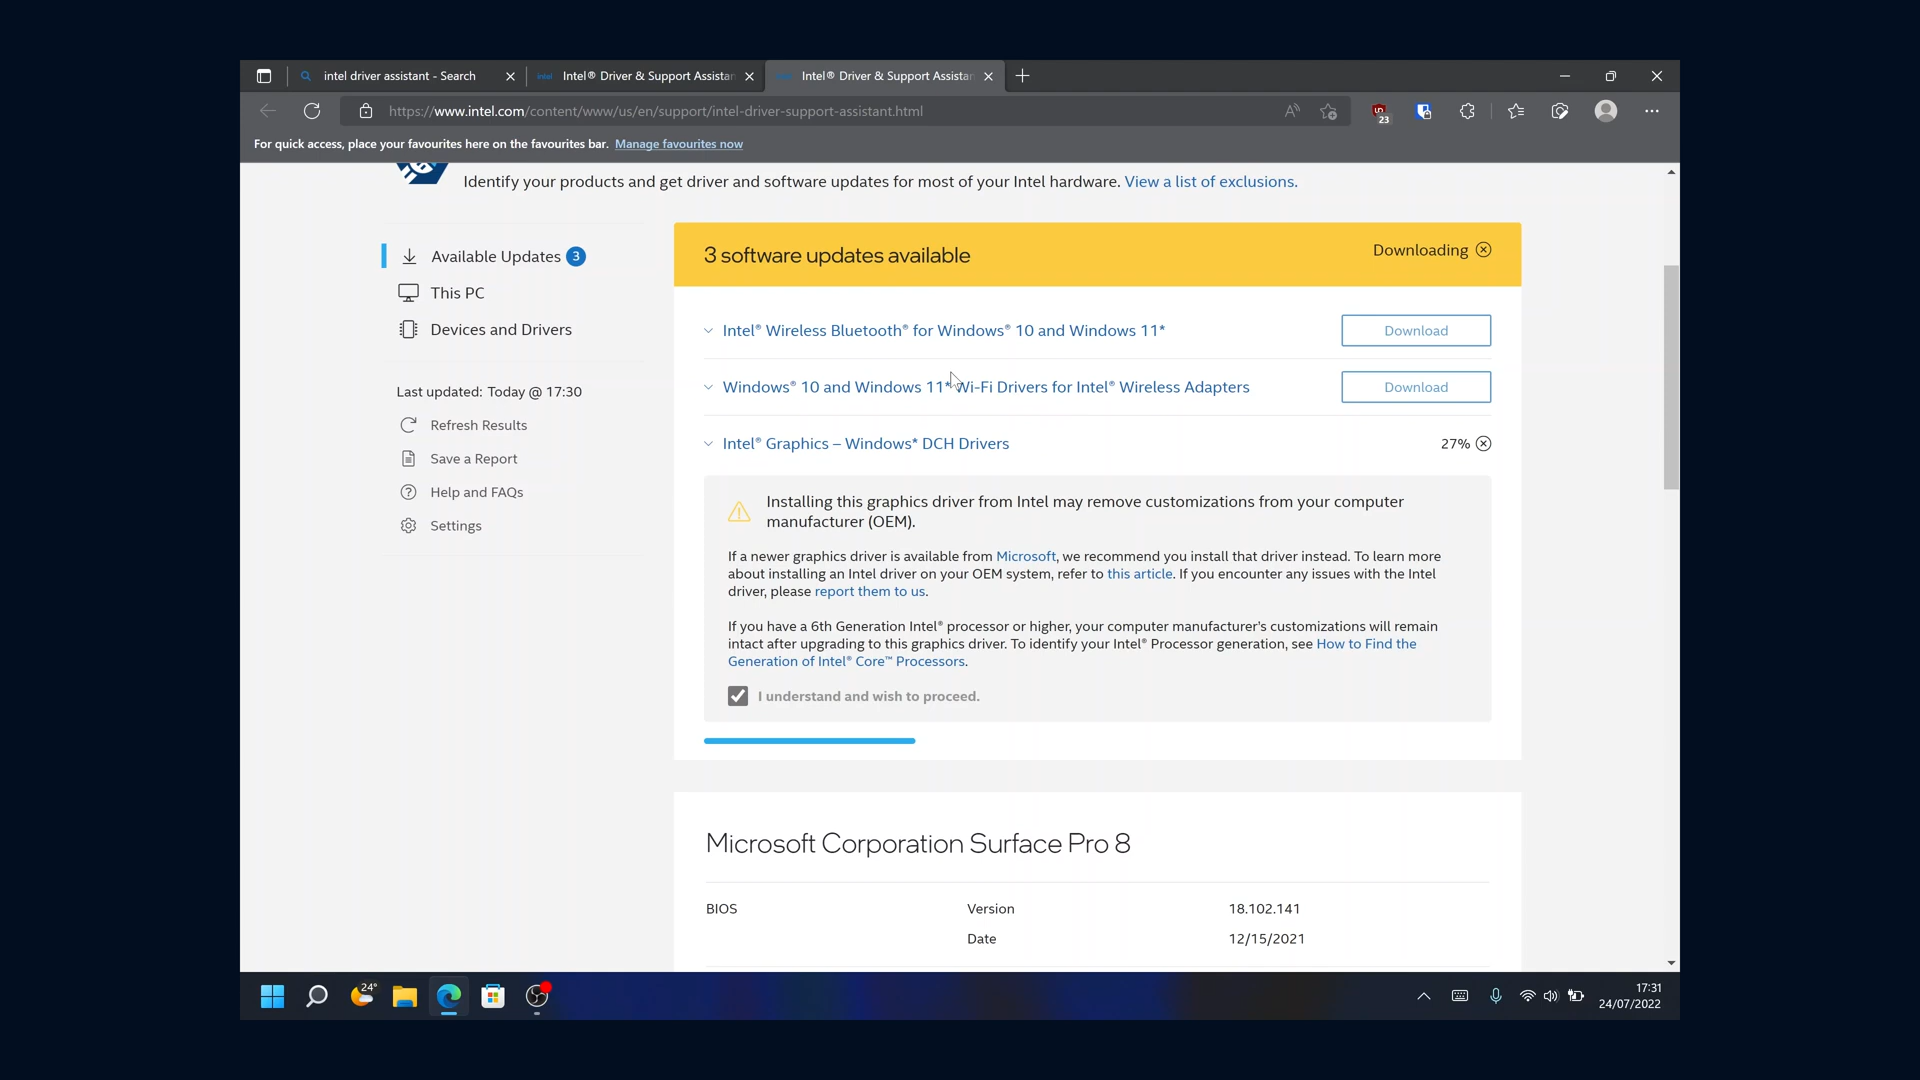 intel driver assistant - Search
intel
Intel® Driver & Support Assistan
Intel® Driver & Support Assistan
https://www.intel.com/content/www/us/en/support/intel-driver-support-assistant.html
23
For quick access, place your favourites here on the favourites bar. Manage favourites now
Identify your products and get driver and software updates for most of your Intel hardware. View a list of exclusions.
Available Updates 3
This PC
Devices and Drivers
Last updated: Today @ 17:30
Refresh Results
Save a Report
Help and FAQs
Settings
3 software updates available
Downloading
Intel® Wireless Bluetooth® for Windows® 10 and Windows 11*
Download
Windows® 10 and Windows 11* Wi-Fi Drivers for Intel® Wireless Adapters
Download
Intel® Graphics – Windows* DCH Drivers
27%
Installing this graphics driver from Intel may remove customizations from your computer
manufacturer (OEM).
If a newer graphics driver is available from Microsoft, we recommend you install that driver instead. To learn more
about installing an Intel driver on your OEM system, refer to this article. If you encounter any issues with the Intel
driver, please report them to us.
If you have a 6th Generation Intel® processor or higher, your computer manufacturer's customizations will remain
intact after upgrading to this graphics driver. To identify your Intel® Processor generation, see How to Find the
Generation of Intel® Core™ Processors.
I understand and wish to proceed.
Microsoft Corporation Surface Pro 8
BIOS
Version
18.102.141
Date
12/15/2021
24°
17:31
24/07/2022